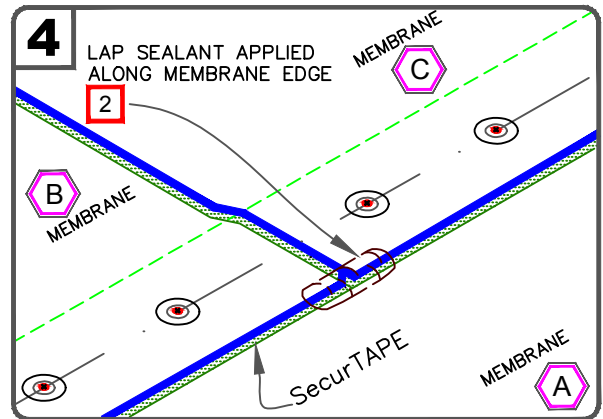 4
LAP SEALANT APPLIED
ALONG MEMBRANE EDGE
2
MEMBRANE
C
B
MEMBRANE
SecurTAPE
MEMBRANE
A